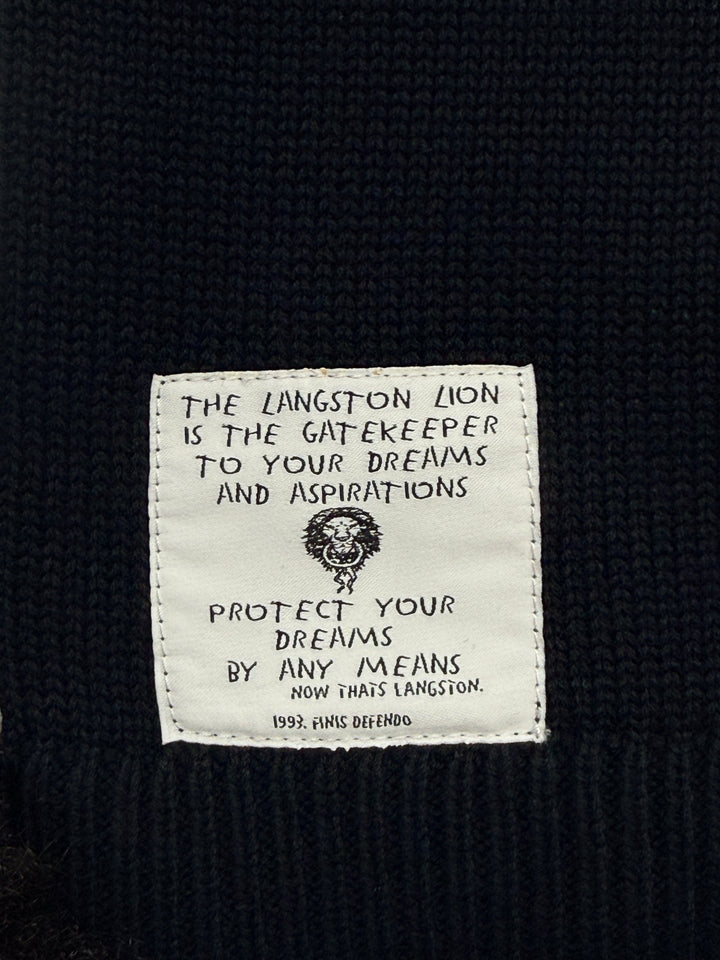 THE LANGSTON LION
IS THE GATEKEEPER
TO YOUR DREAMS
AND ASPIRATIONS
PROTECT YOUR
DREAMS
BY ANY MEANS
NOW THATS LANGSTON.
1993. FINIS DEFENDO